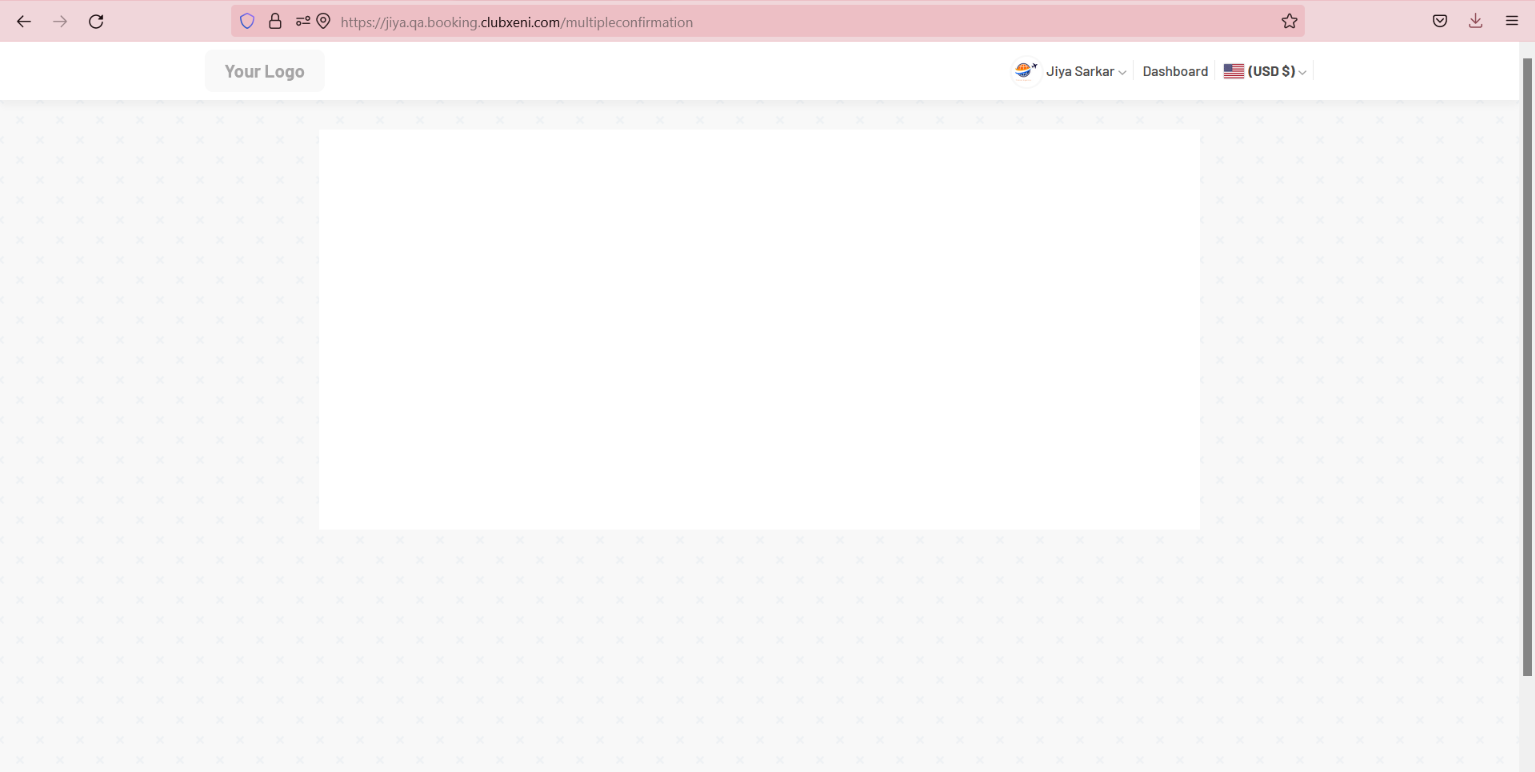 https://jiya.qa.booking.clubxeni.com/multipleconfirmation
Your Logo
Jiya Sarkar
Dashboard
(USD $)